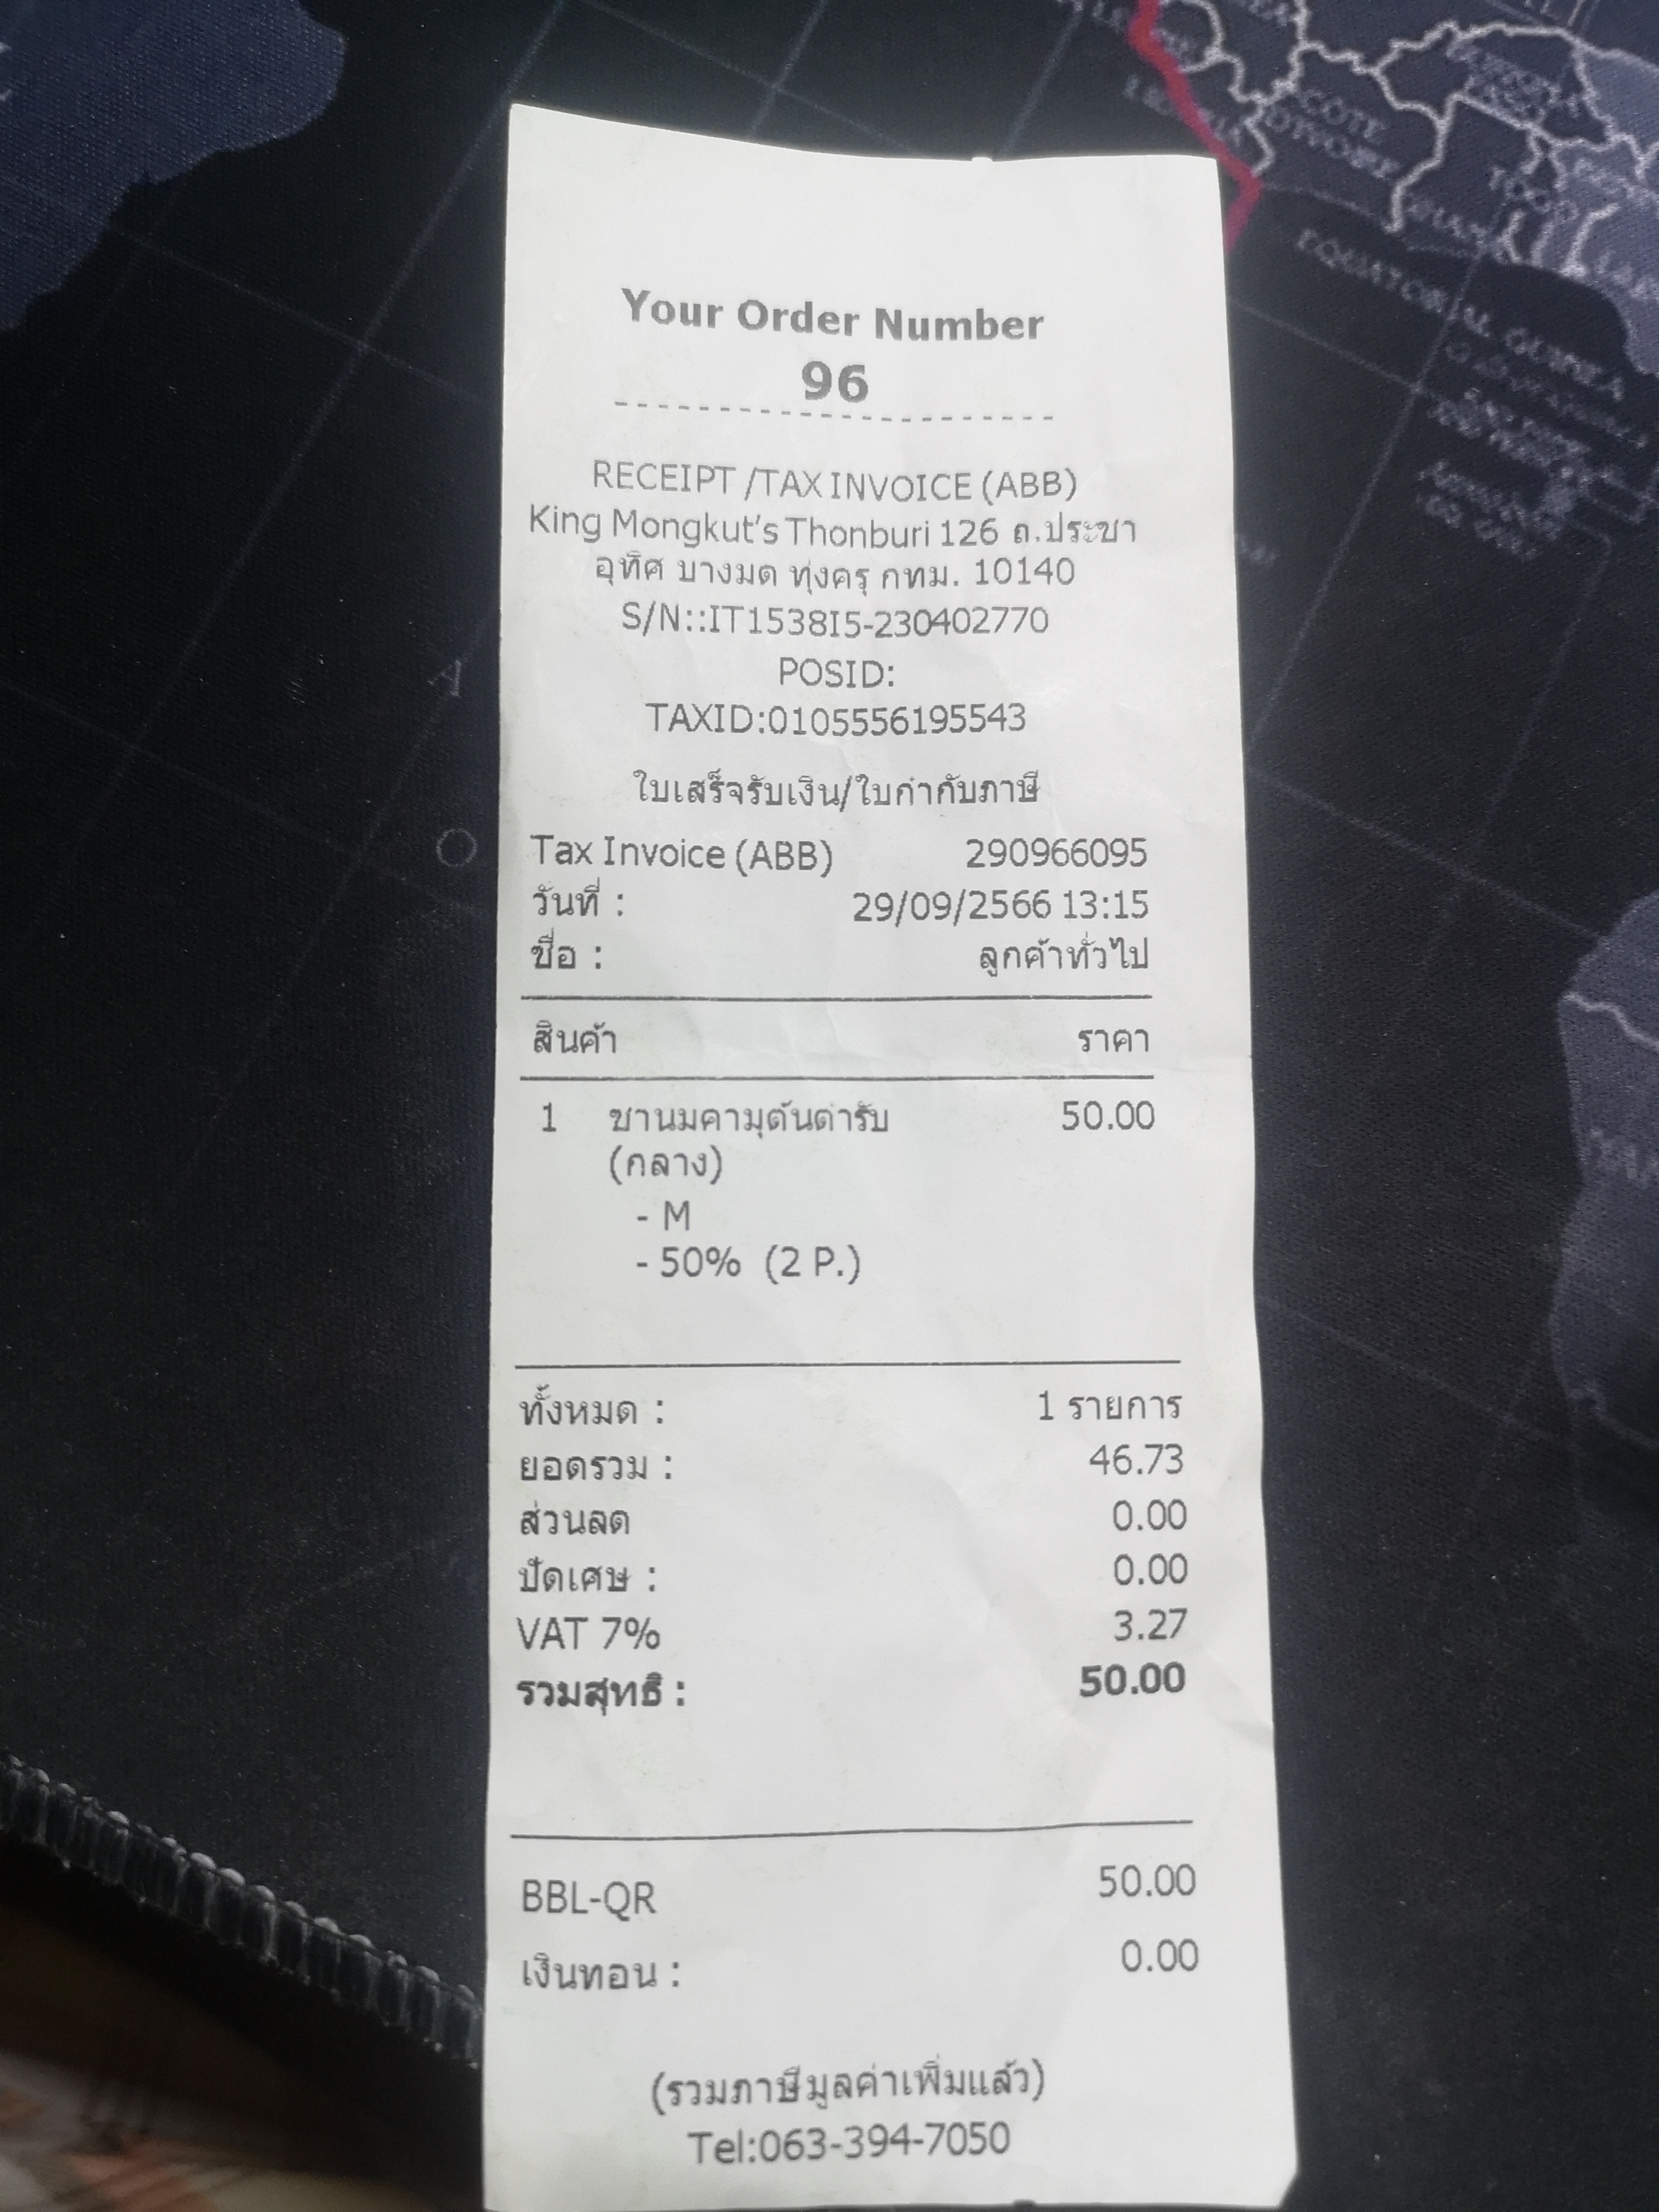 Your Order Number
96
RECEIPT /TAX INVOICE (ABB)
King Mongkut's Thonburi 126 ถ.ประชา
อุทิศ บางมด ทุ่งครุ กทม. 10140
S/N::IT1538I5-230402770
POSID:
TAXID:0105556195543
ใบเสร็จรับเงิน/ใบกำกับภาษี
Tax Invoice (ABB) 290966095
วันที่ : 29/09/2566 13:15
ชื่อ : ลูกค้าทั่วไป
สินค้า ราคา
1 ชานมคามุต้นตำรับ 50.00
(กลาง)
- M
- 50% (2 P.)
ทั้งหมด : 1 รายการ
ยอดรวม : 46.73
ส่วนลด 0.00
ปัดเศษ : 0.00
VAT 7% 3.27
รวมสุทธิ : 50.00
BBL-QR 50.00
เงินทอน : 0.00
(รวมภาษีมูลค่าเพิ่มแล้ว)
Tel:063-394-7050
COTE
TOGO
EQUATORIAL GUINEA
A
O